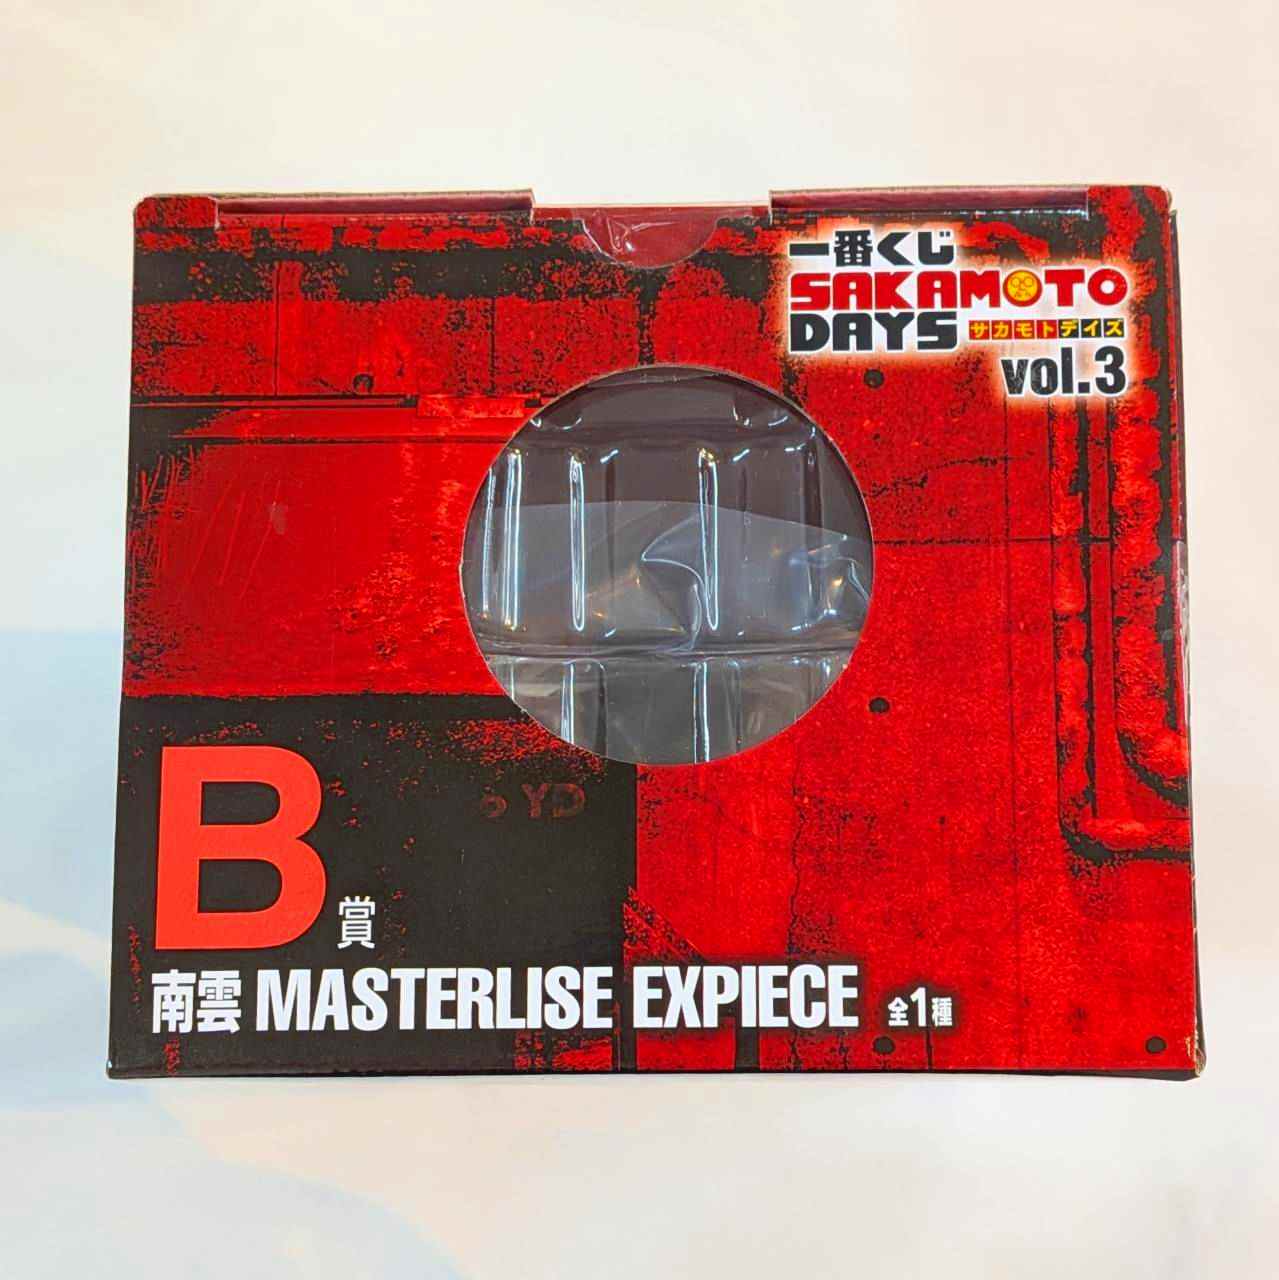 一番くじ
SAKAMOTO
DAYS サカモトデイズ
vol.3
B賞
南雲 MASTERLISE EXPIECE 全1種